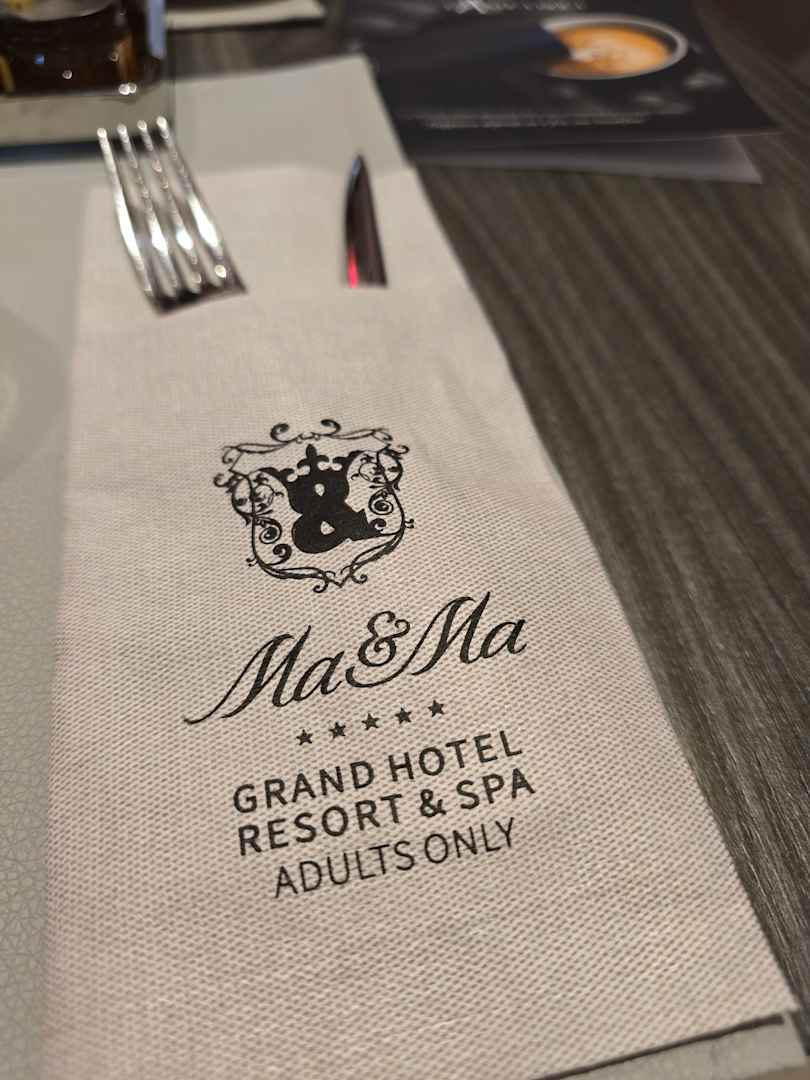 &
Ma&Ma
★★★★★
GRAND HOTEL
RESORT & SPA
ADULTS ONLY